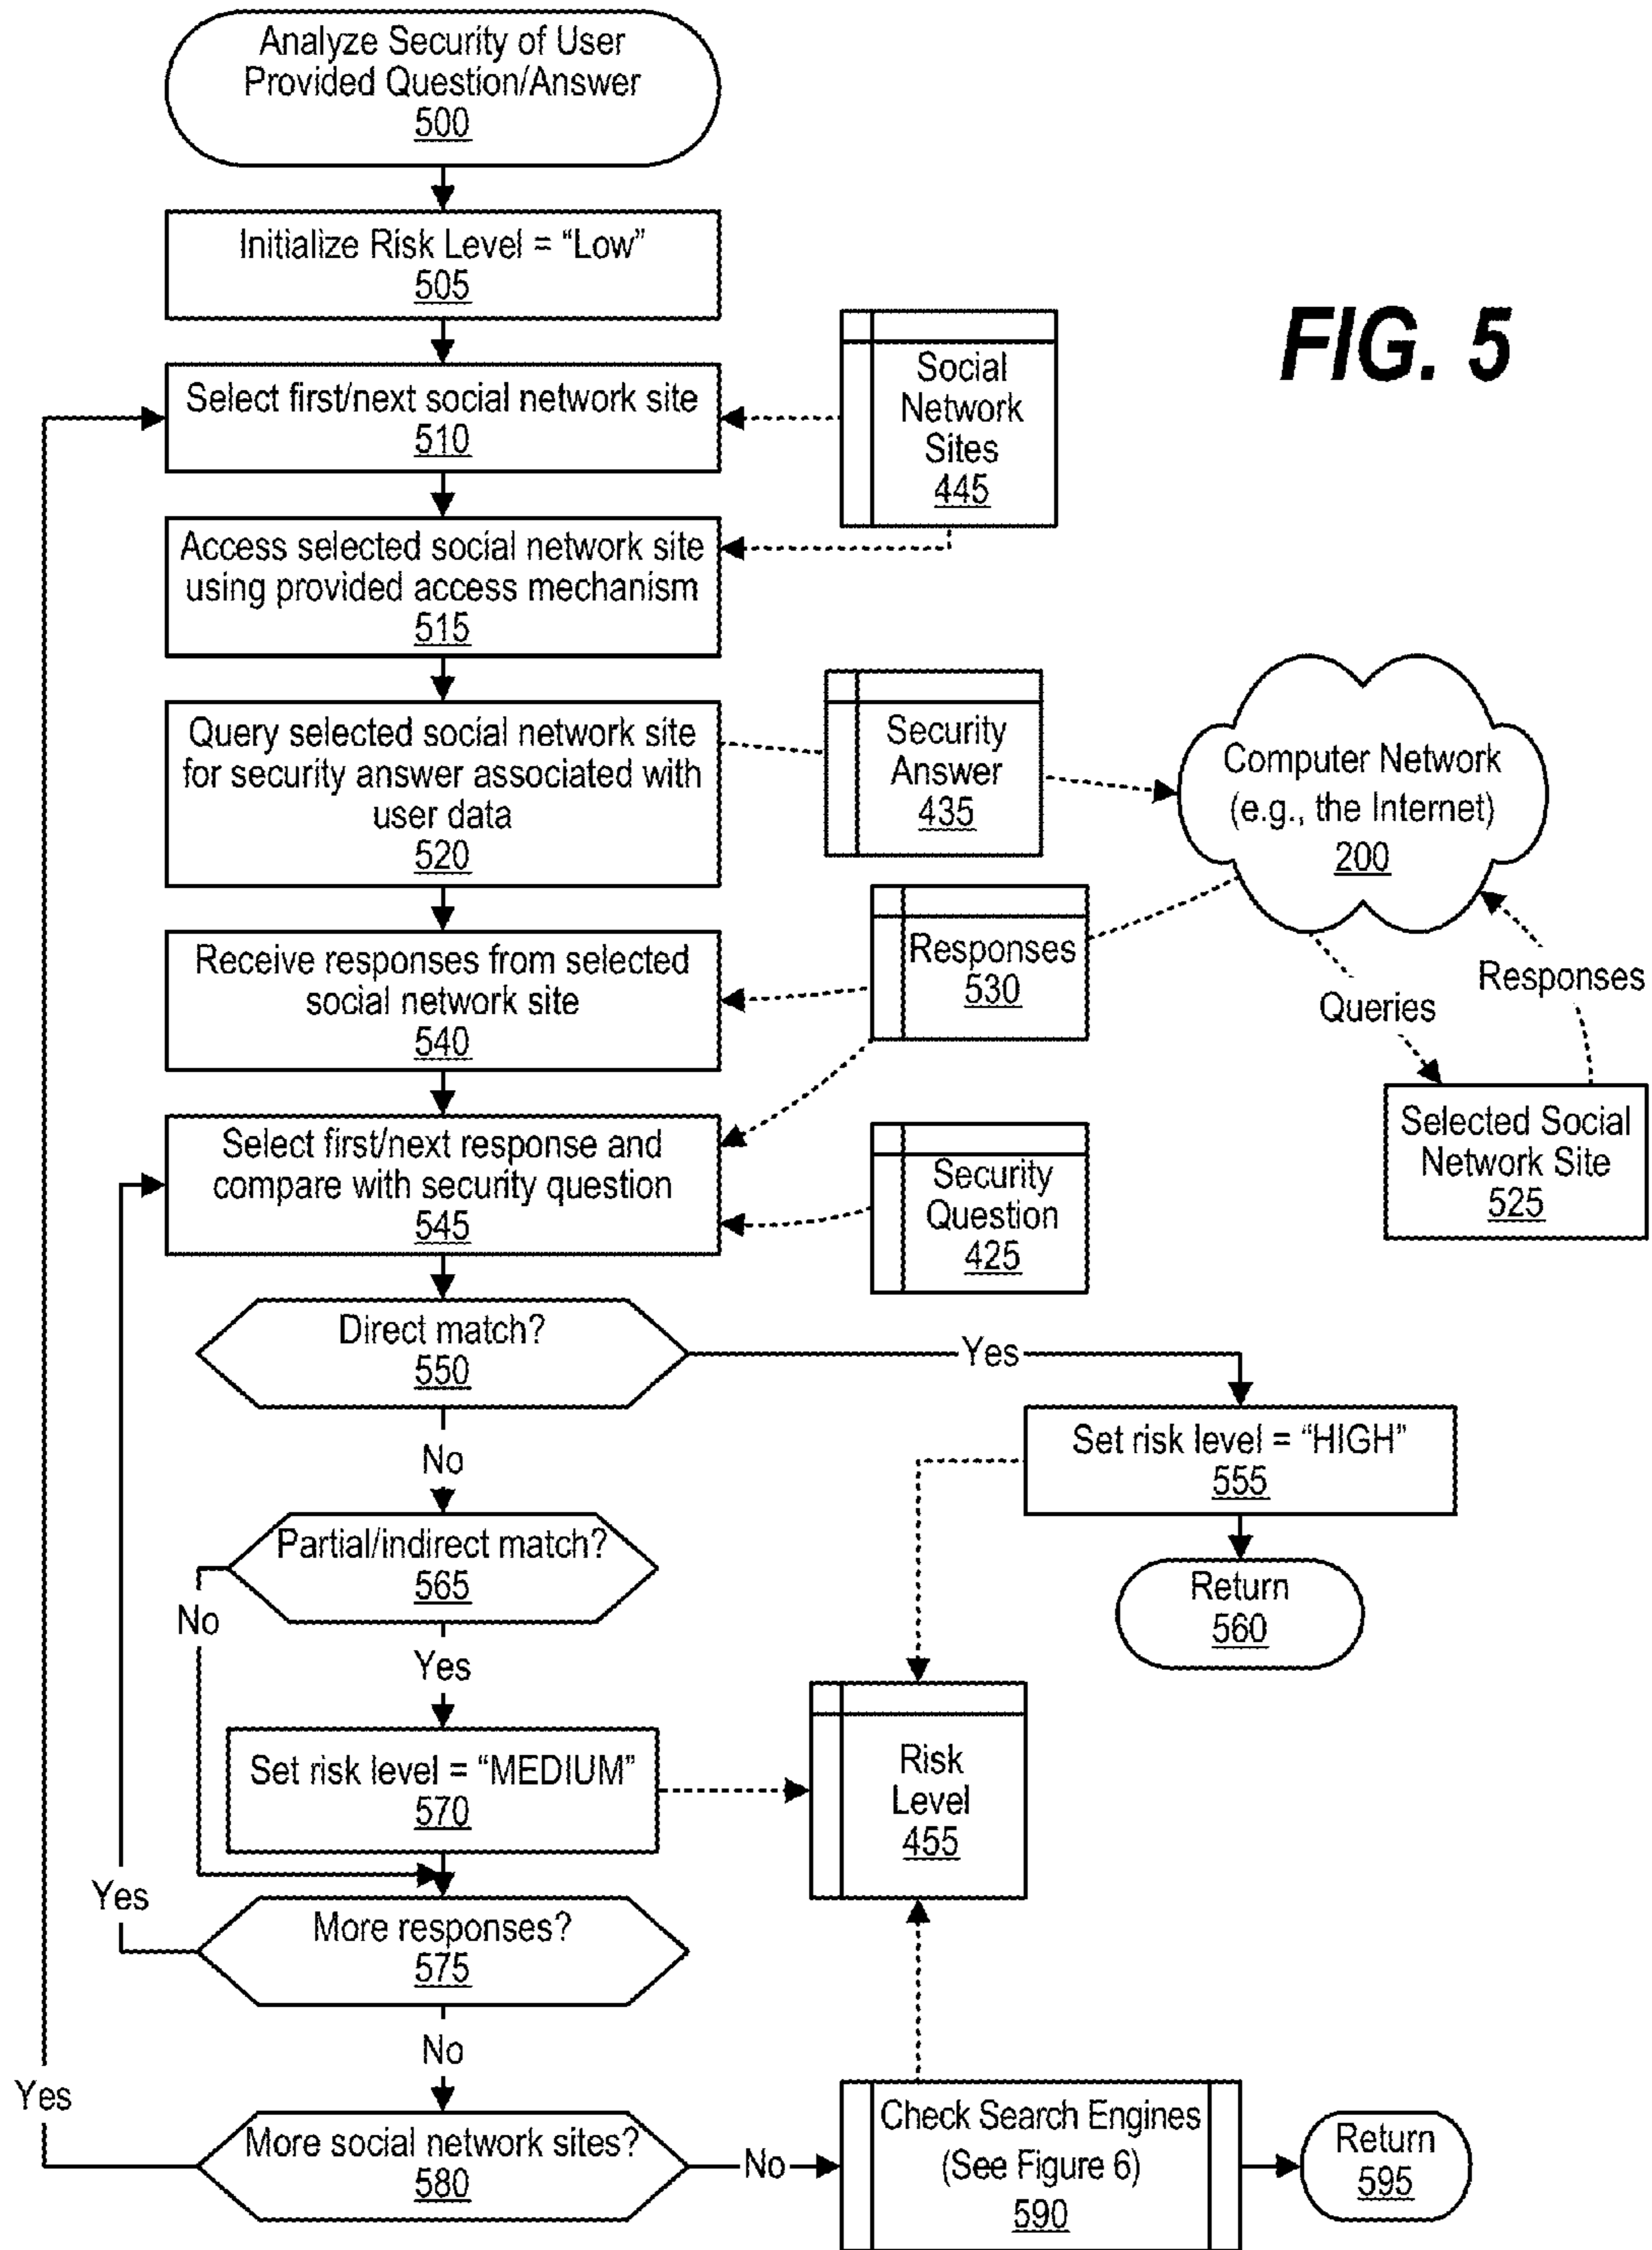 Analyze Security of User
Provided Question/Answer
500
Initialize Risk Level = “Low”
505
FIG. 5
Select first/next social network site
510
Social
Network
Sites
445
Access selected social network site
using provided access mechanism
515
Query selected social network site
for security answer associated with
user data
520
Security
Answer
435
Computer Network
(e.g., the Internet)
200
Receive responses from selected
social network site
540
Responses
530
Queries
Responses
Select first/next response and
compare with security question
545
Security
Question
425
Selected Social
Network Site
525
Direct match?
550
Yes
No
Set risk level = “HIGH”
555
Partial/indirect match?
565
Return
560
No
Yes
Set risk level = “MEDIUM”
570
Risk
Level
455
Yes
More responses?
575
No
Yes
More social network sites?
580
No
Check Search Engines
(See Figure 6)
590
Return
595